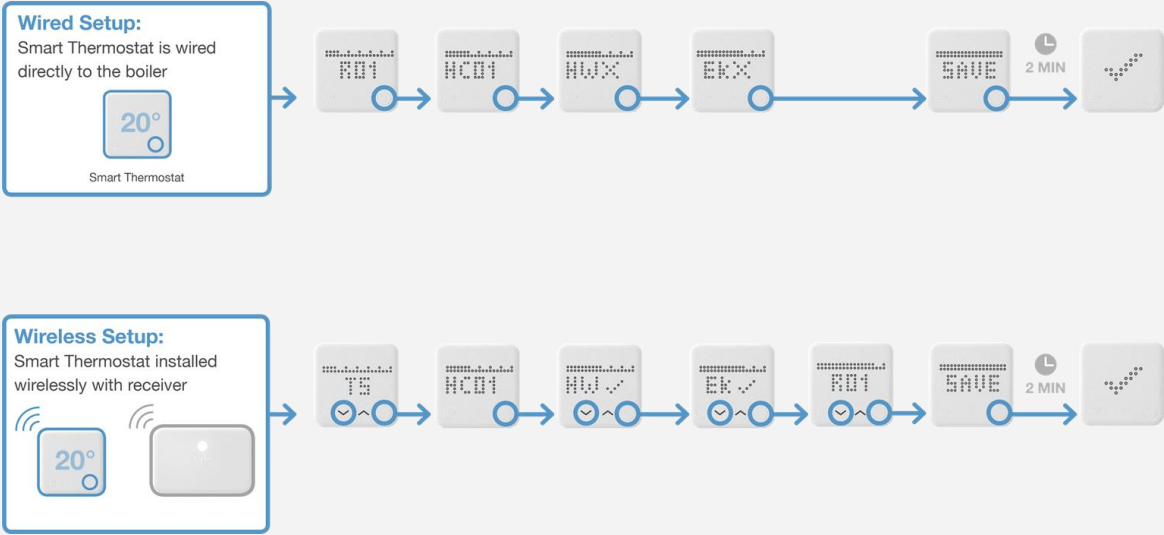 Wired Setup:
Smart Thermostat is wired
directly to the boiler
20°
Smart Thermostat
R01
HC01
HWX
EKX
SAVE
2 MIN
Wireless Setup:
Smart Thermostat installed
wirelessly with receiver
20°
TS
HC01
HW✓
EK✓
R01
SAVE
2 MIN